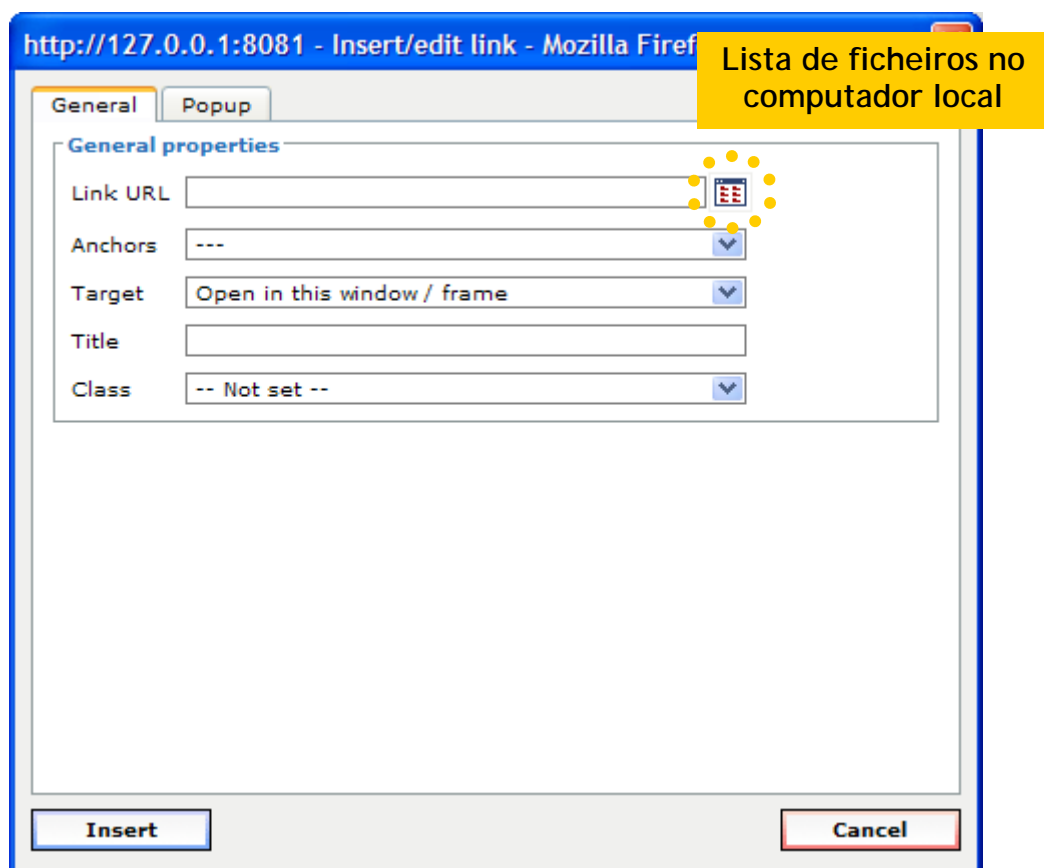 http://127.0.0.1:8081 - Insert/edit link - Mozilla Firef
Lista de ficheiros no
computador local
General Popup
General properties
Link URL
Anchors ---
Target Open in this window / frame
Title
Class -- Not set --
Insert Cancel